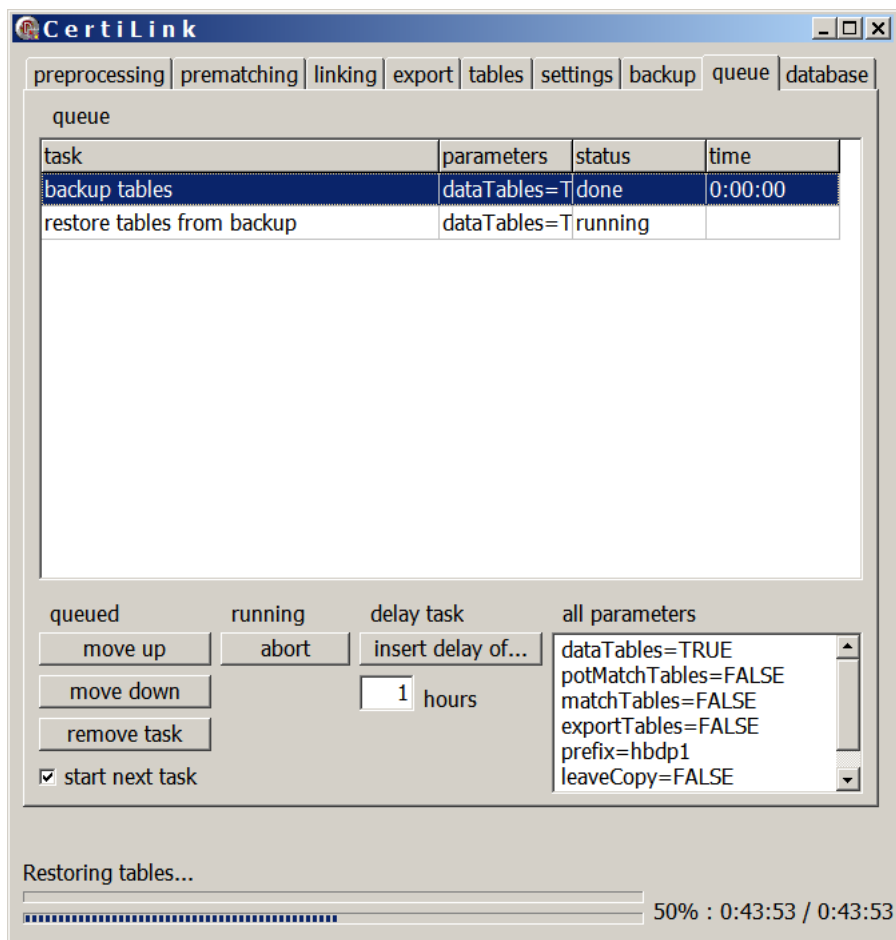 CertiLink
preprocessing prematching linking export tables settings backup queue database
queue
task parameters status time
backup tables dataTables=T done 0:00:00
restore tables from backup dataTables=T running
queued running delay task all parameters
move up abort insert delay of... dataTables=TRUE
potMatchTables=FALSE
move down 1 hours matchTables=FALSE
exportTables=FALSE
remove task prefix=hbdp1
start next task leaveCopy=FALSE
Restoring tables...
50% : 0:43:53 / 0:43:53